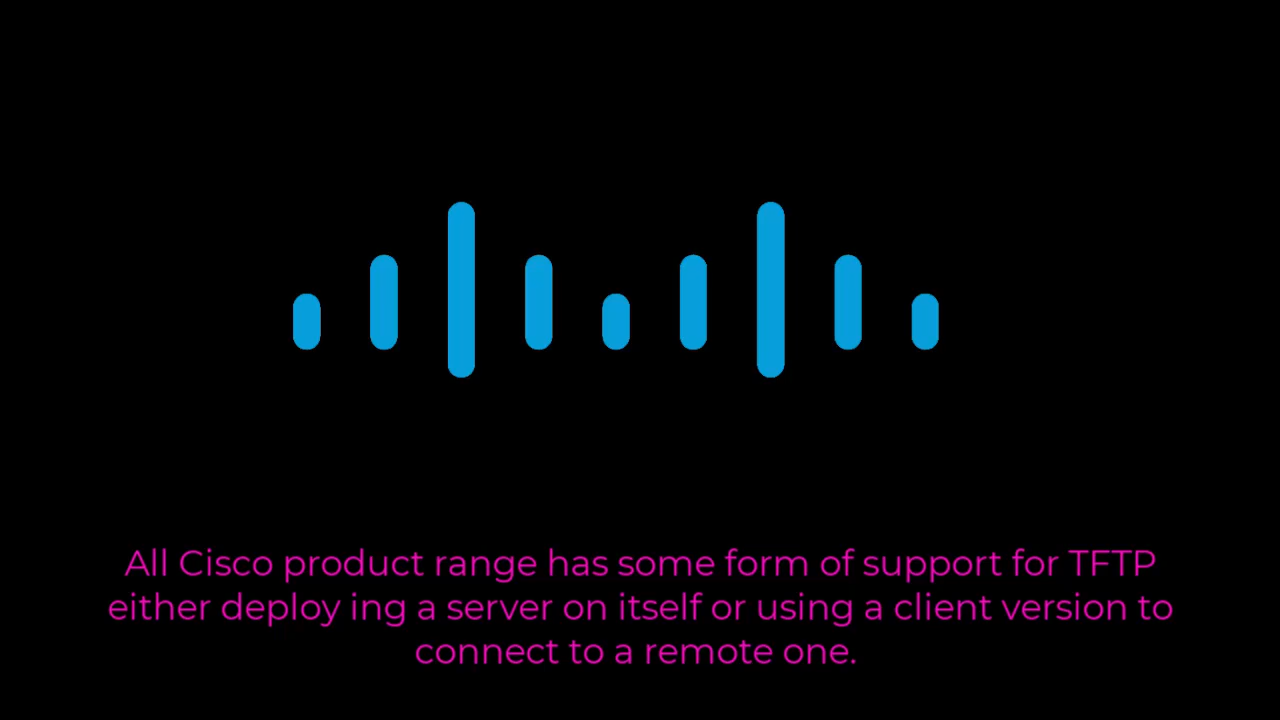 All Cisco product range has some form of support for TFTP
either deploy ing a server on itself or using a client version to
connect to a remote one.